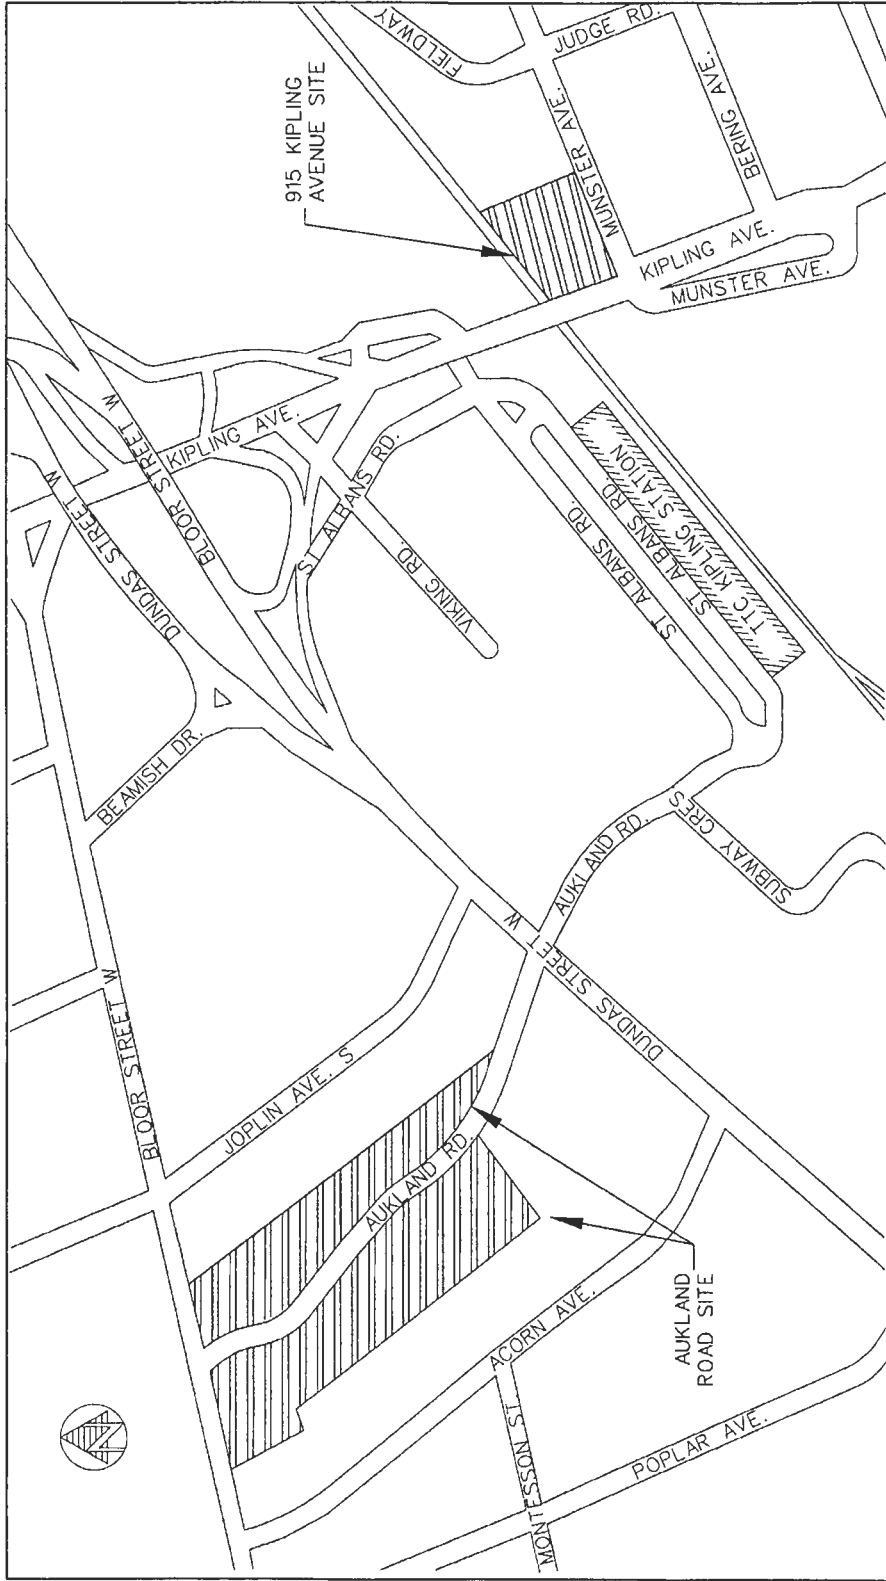 915 KIPLING
AVENUE SITE
FIELDWAY
JUDGE RD.
MUNSTER AVE.
BERING AVE.
KIPLING AVE.
MUNSTER AVE.
BLOOR STREET W
KIPLING AVE.
DUNDAS STREET W
ST. ALBANS RD.
VIKING RD.
ST ALBANS RD.
ST ALBANS RD
TTC KIPLING STATION
BEAMISH DR.
SUBWAY CRES
AUKLAND RD.
DUNDAS STREET W
BLOOR STREET W
JOPLIN AVE. S
AUKLAND RD.
AUKLAND
ROAD SITE
ACORN AVE.
MONTESSON ST.
POPLAR AVE.
N